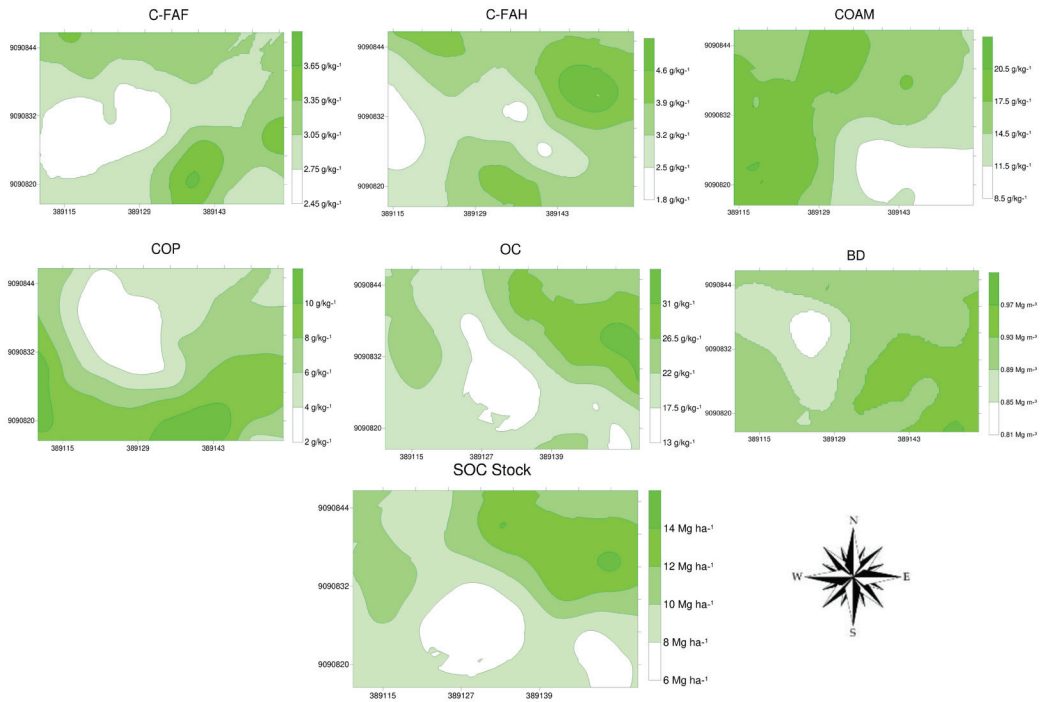 C-FAF
9090844
9090832
9090820
389115
389129
389143
3.65 g/kg⁻¹
3.35 g/kg⁻¹
3.05 g/kg⁻¹
2.75 g/kg⁻¹
2.45 g/kg⁻¹
C-FAH
9090844
9090832
9090820
389115
389129
389143
4.6 g/kg⁻¹
3.9 g/kg⁻¹
3.2 g/kg⁻¹
2.5 g/kg⁻¹
1.8 g/kg⁻¹
COAM
9090844
9090832
9090820
389115
389129
389143
20.5 g/kg⁻¹
17.5 g/kg⁻¹
14.5 g/kg⁻¹
11.5 g/kg⁻¹
8.5 g/kg⁻¹
COP
9090844
9090832
9090820
389115
389129
389143
10 g/kg⁻¹
8 g/kg⁻¹
6 g/kg⁻¹
4 g/kg⁻¹
2 g/kg⁻¹
OC
9090844
9090832
9090820
389115
389127
389139
31 g/kg⁻¹
26.5 g/kg⁻¹
22 g/kg⁻¹
17.5 g/kg⁻¹
13 g/kg⁻¹
BD
9090844
9090832
9090820
389115
389129
389143
0.97 Mg m⁻³
0.93 Mg m⁻³
0.89 Mg m⁻³
0.85 Mg m⁻³
0.81 Mg m⁻³
SOC Stock
9090844
9090832
9090820
389115
389127
389139
14 Mg ha⁻¹
12 Mg ha⁻¹
10 Mg ha⁻¹
8 Mg ha⁻¹
6 Mg ha⁻¹
N
W
E
S